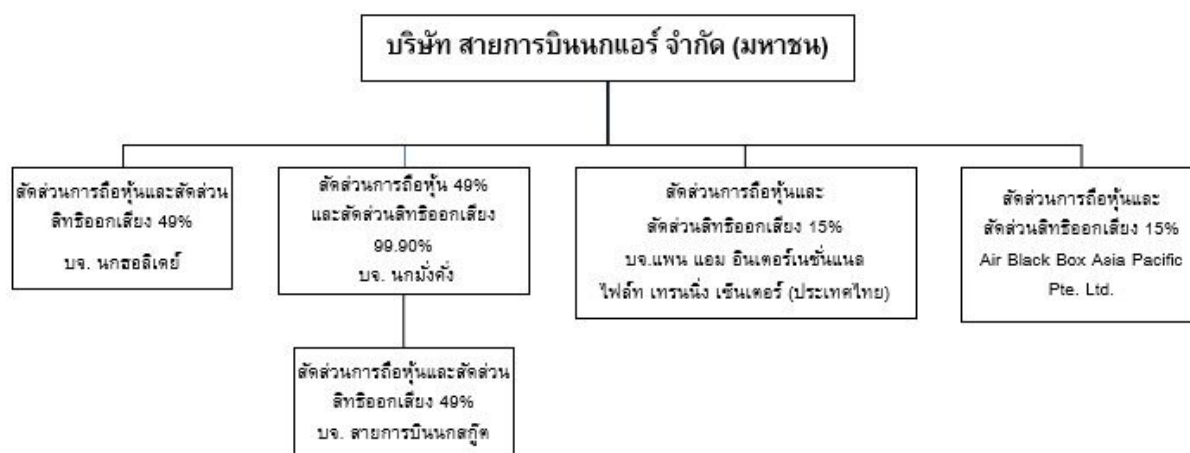 บริษัท สายการบินนกแอร์ จำกัด (มหาชน)
สัดส่วนการถือหุ้นและสัดส่วน
สิทธิออกเสียง 49%
บจ. นกฮอลิเดย์
สัดส่วนการถือหุ้น 49%
และสัดส่วนสิทธิออกเสียง
99.90%
บจ. นกมั่งคั่ง
สัดส่วนการถือหุ้นและ
สัดส่วนสิทธิออกเสียง 15%
บจ.แพน แอม อินเตอร์เนชั่นแนล
ไฟล์ท เทรนนิ่ง เซ็นเตอร์ (ประเทศไทย)
สัดส่วนการถือหุ้นและ
สัดส่วนสิทธิออกเสียง 15%
Air Black Box Asia Pacific
Pte. Ltd.
สัดส่วนการถือหุ้นและสัดส่วน
สิทธิออกเสียง 49%
บจ. สายการบินนกสกู๊ต